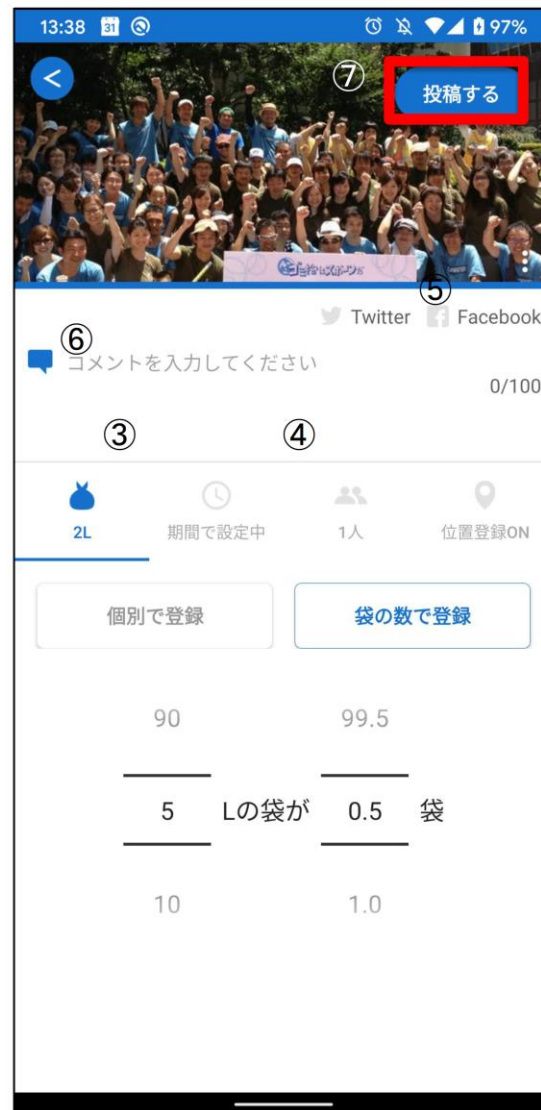 13:38 31 97%
⑦ 投稿する
⑤
Twitter Facebook
⑥
コメントを入力してください
0/100
③ ④
2L 期間で設定中 1人 位置登録ON
個別で登録 袋の数で登録
90 99.5
5 Lの袋が 0.5 袋
10 1.0